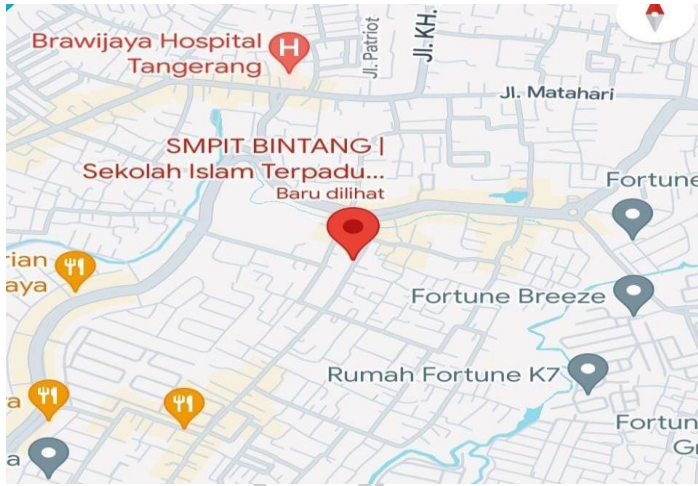 Brawijaya Hospital
Tangerang
H
Jl. Patriot
Jl. KH.
Jl. Matahari
SMPIT BINTANG |
Sekolah Islam Terpadu...
Baru dilihat
Fortune
rian
aya
Fortune Breeze
Rumah Fortune K7
a
Fortun
Gr
a